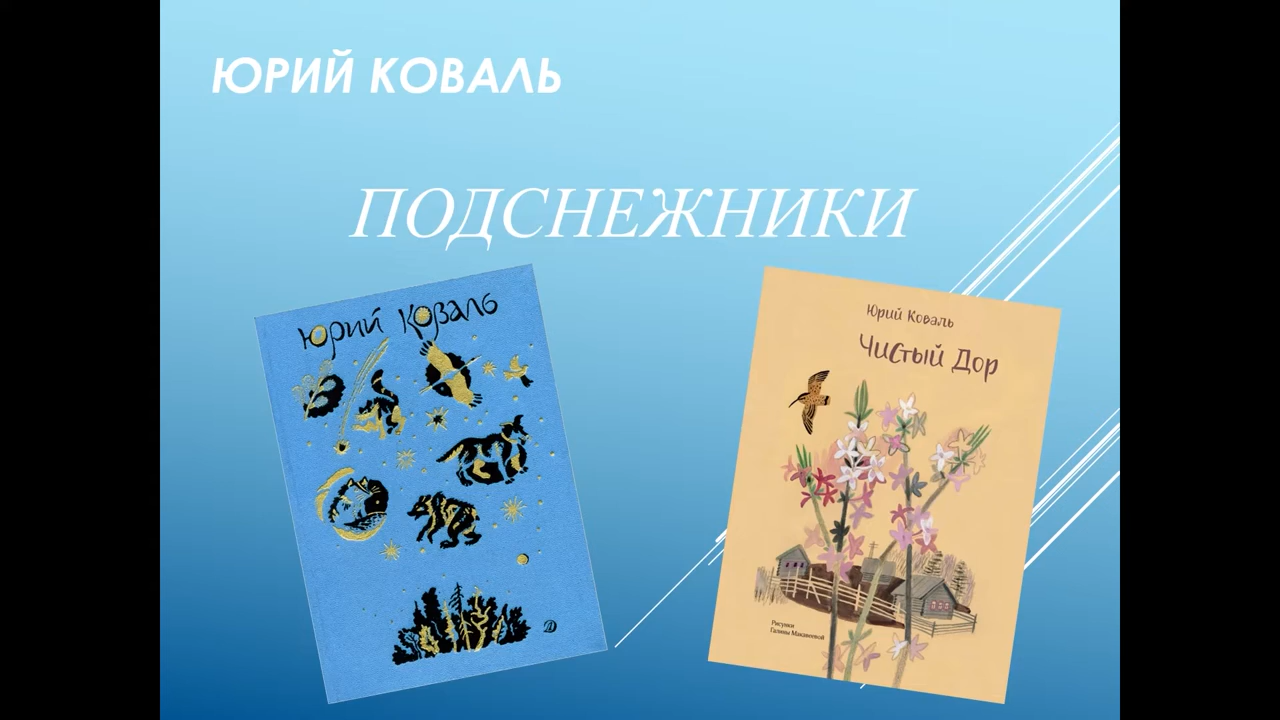 ЮРИЙ КОВАЛЬ
ПОДСНЕЖНИКИ
Юрий Коваль
Юрий Коваль
Чистый Дор
Рисунки
Галины Макавеевой
Д